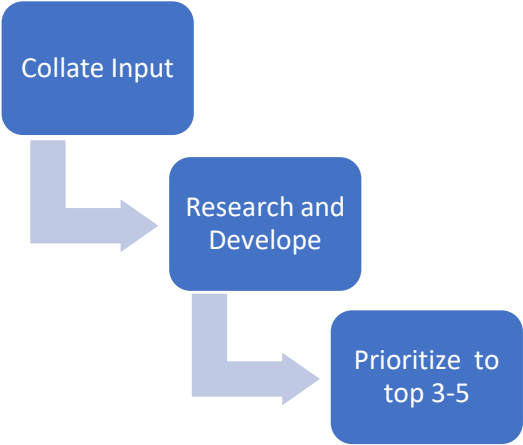 Collate Input
Research and
Develope
Prioritize  to
top 3-5